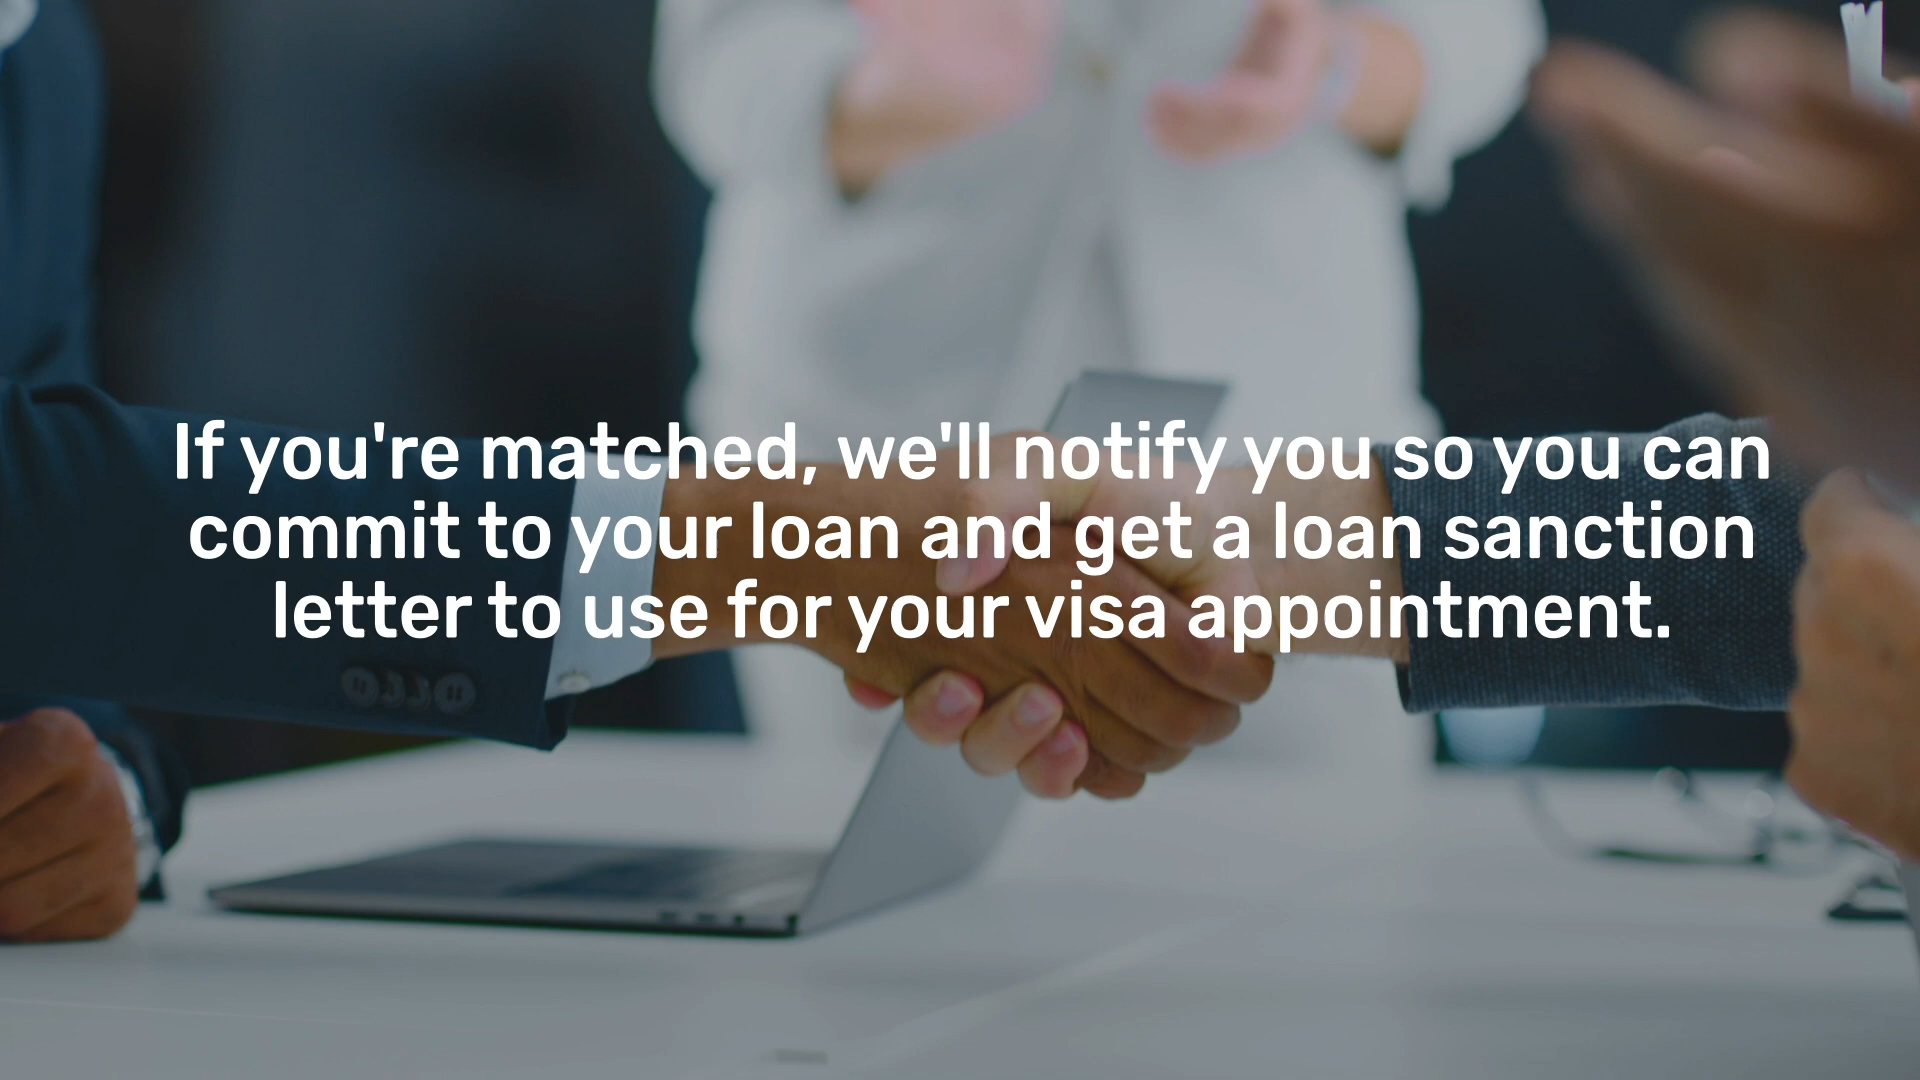 If you're matched, we'll notify you so you can
commit to your loan and get a loan sanction
letter to use for your visa appointment.